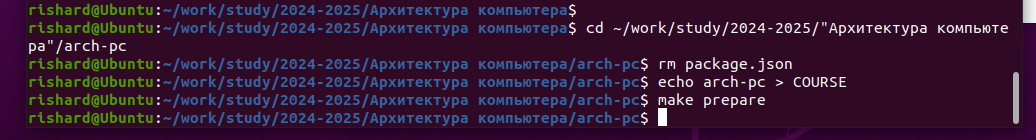 rishard@Ubuntu:~/work/study/2024-2025/Архитектура компьютера$
rishard@Ubuntu:~/work/study/2024-2025/Архитектура компьютера$ cd ~/work/study/2024-2025/"Архитектура компьюте
ра"/arch-pc
rishard@Ubuntu:~/work/study/2024-2025/Архитектура компьютера/arch-pc$ rm package.json
rishard@Ubuntu:~/work/study/2024-2025/Архитектура компьютера/arch-pc$ echo arch-pc > COURSE
rishard@Ubuntu:~/work/study/2024-2025/Архитектура компьютера/arch-pc$ make prepare
rishard@Ubuntu:~/work/study/2024-2025/Архитектура компьютера/arch-pc$